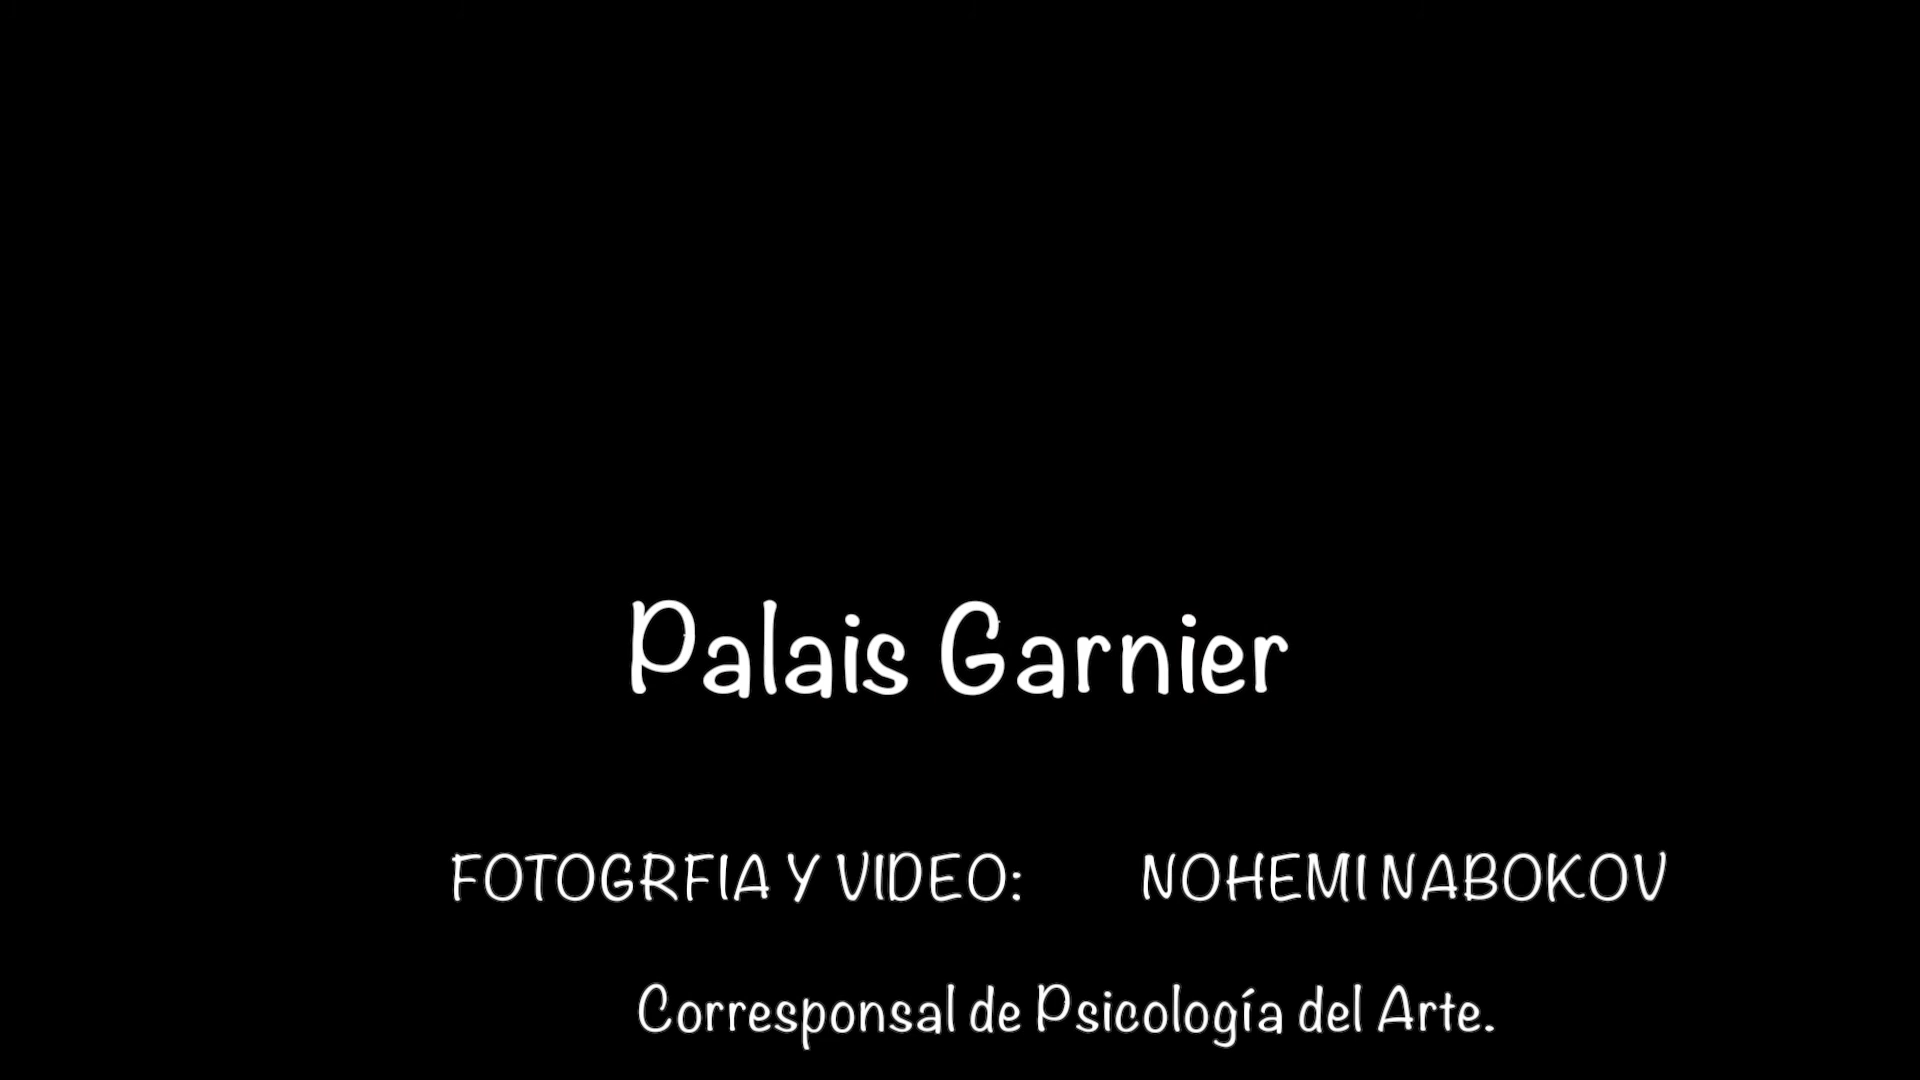 Palais Garnier
FOTOGRFIA Y VIDEO: NOHEMI NABOKOV
Corresponsal de Psicología del Arte.